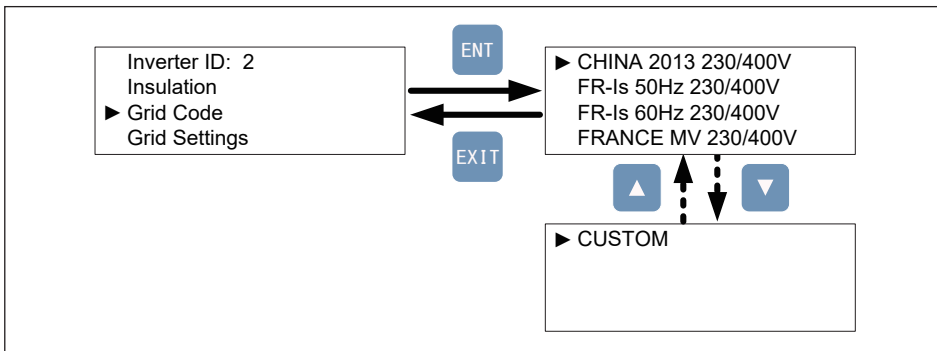 Inverter ID: 2
Insulation
► Grid Code
Grid Settings
ENT
EXIT
► CHINA 2013 230/400V
FR-Is 50Hz 230/400V
FR-Is 60Hz 230/400V
FRANCE MV 230/400V
▲
▼
► CUSTOM